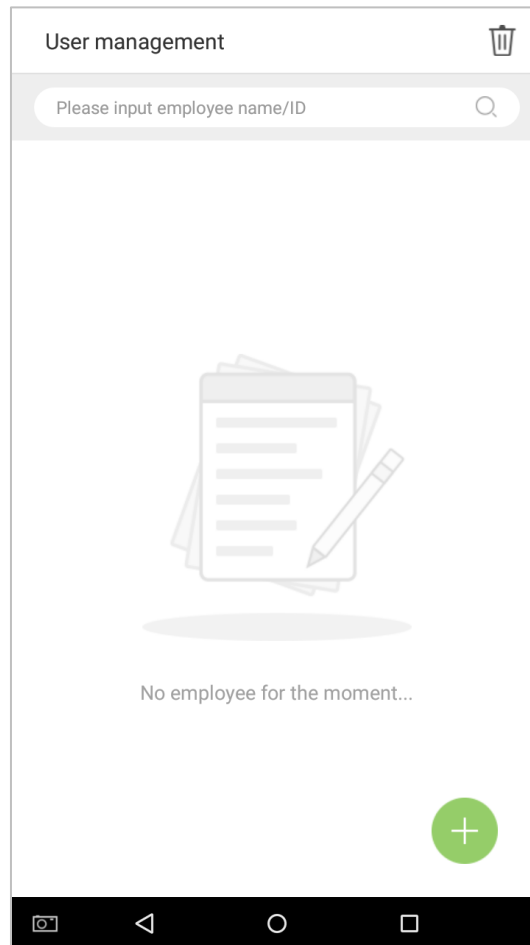 User management
Please input employee name/ID
No employee for the moment...